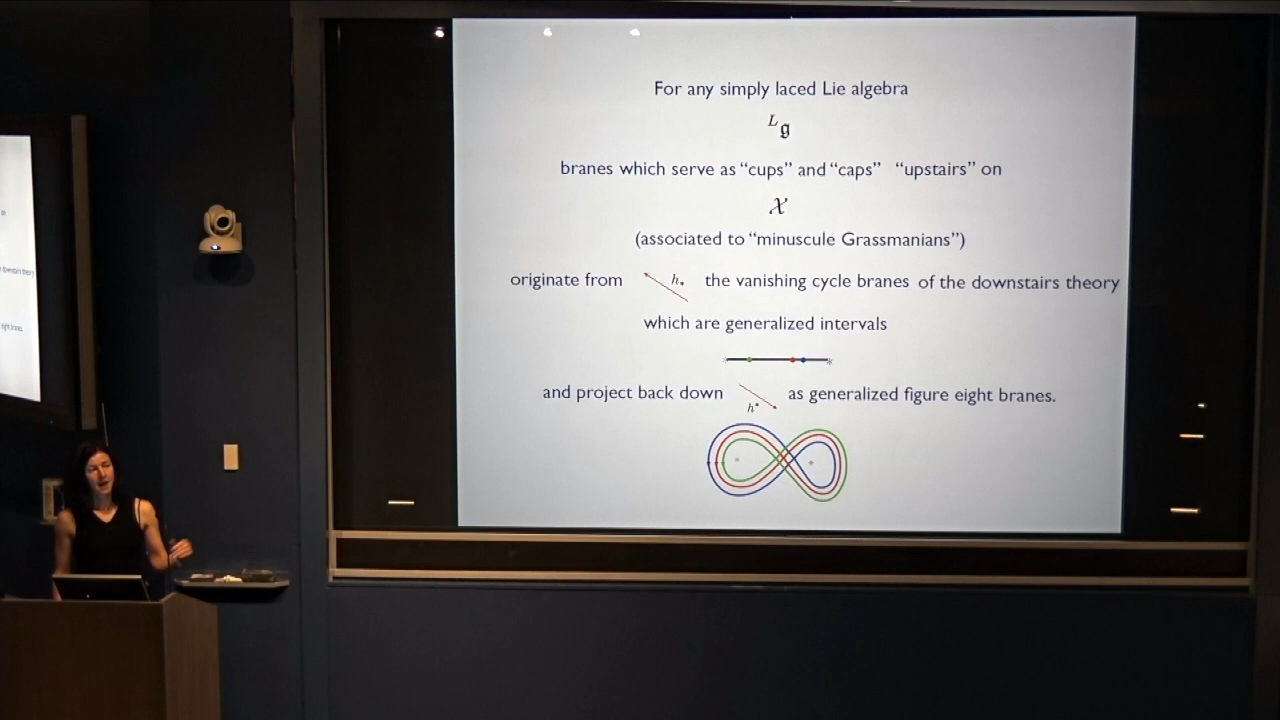 For any simply laced Lie algebra
ᴸ𝔤
branes which serve as “cups” and “caps” “upstairs” on
𝒳
(associated to “minuscule Grassmanians”)
originate from h⁎ the vanishing cycle branes of the downstairs theory
which are generalized intervals
and project back down h* as generalized figure eight branes.